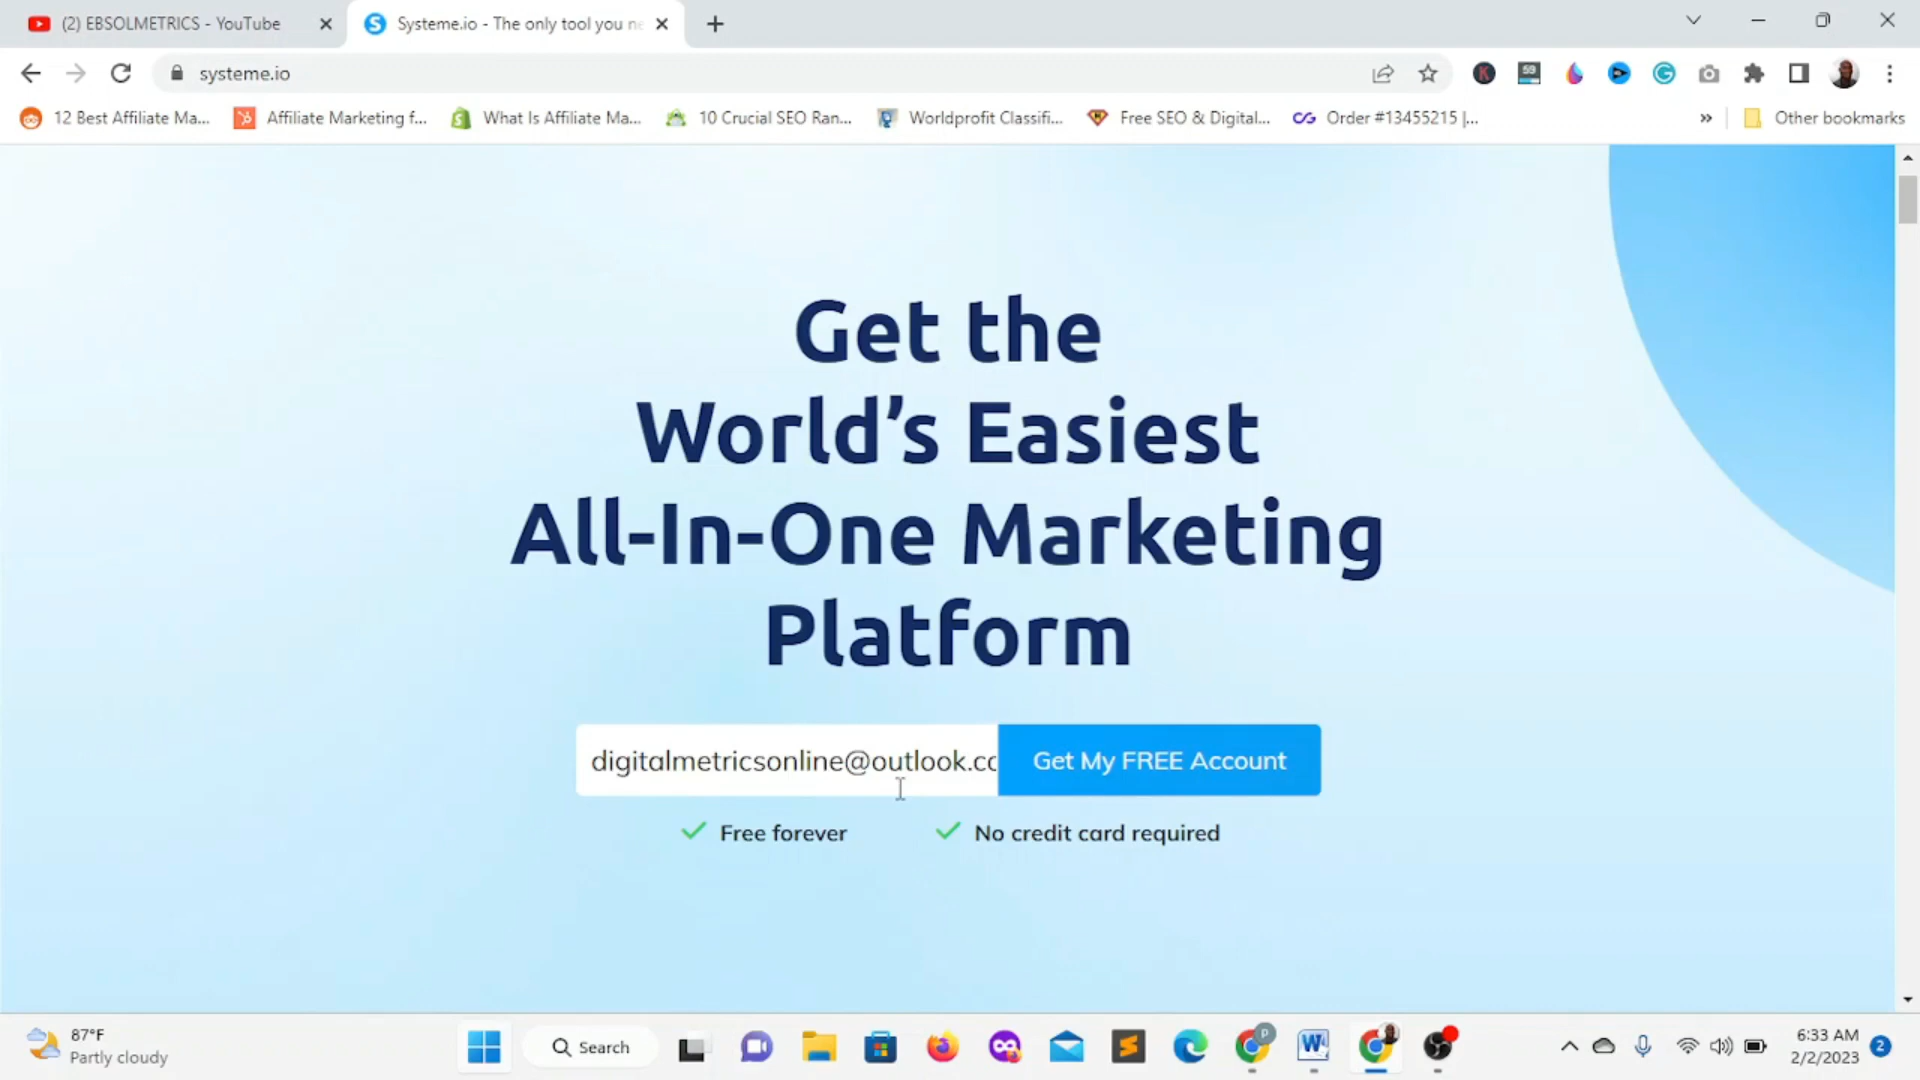 (2) EBSOLMETRICS - YouTube
Systeme.io - The only tool you ne
systeme.io
12 Best Affiliate Ma...
Affiliate Marketing f...
What Is Affiliate Ma...
10 Crucial SEO Ran...
Worldprofit Classifi...
Free SEO & Digital...
Order #13455215 |...
Other bookmarks
Get the
World's Easiest
All-In-One Marketing
Platform
digitalmetricsonline@outlook.co
Get My FREE Account
Free forever
No credit card required
87°F
Partly cloudy
Search
6:33 AM
2/2/2023
2